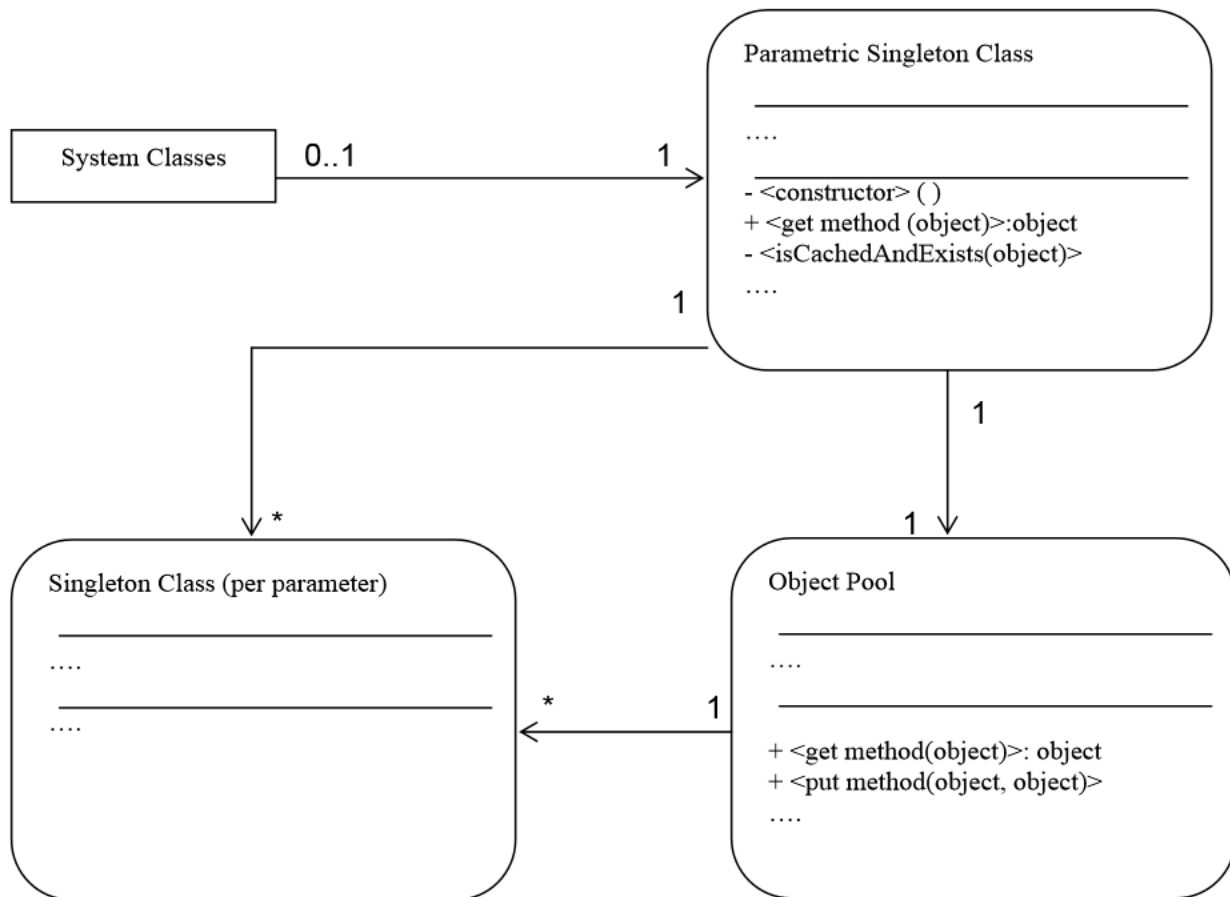 Parametric Singleton Class
....
- <constructor> ( )
+ <get method (object)>:object
- <isCachedAndExists(object)>
....
System Classes
0..1
1
1
1
*
1
Singleton Class (per parameter)
....
....
*
1
Object Pool
....
+ <get method(object)>: object
+ <put method(object, object)>
....